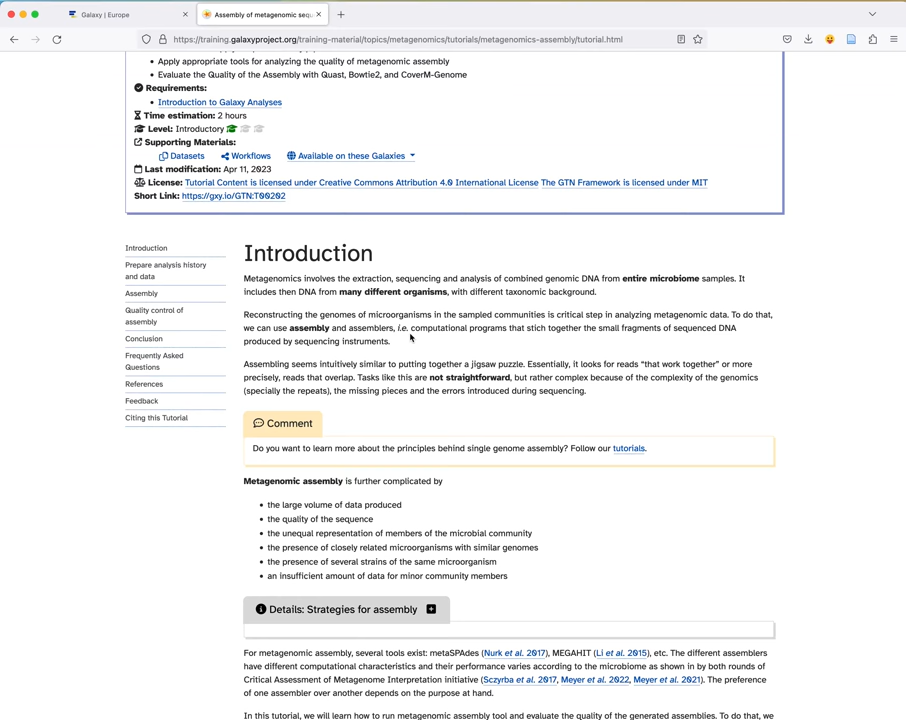 Galaxy | Europe
Assembly of metagenomic seq
https://training.galaxyproject.org/training-material/topics/metagenomics/tutorials/metagenomics-assembly/tutorial.html
Apply appropriate tools for analyzing the quality of metagenomic assembly
Evaluate the Quality of the Assembly with Quast, Bowtie2, and CoverM-Genome
Requirements:
Introduction to Galaxy Analyses
Time estimation: 2 hours
Level: Introductory
Supporting Materials:
Datasets Workflows Available on these Galaxies
Last modification: Apr 11, 2023
License: Tutorial Content is licensed under Creative Commons Attribution 4.0 International License The GTN Framework is licensed under MIT
Short Link: https://gxy.io/GTN:T00202
Introduction
Prepare analysis history
and data
Assembly
Quality control of
assembly
Conclusion
Frequently Asked
Questions
References
Feedback
Citing this Tutorial
Introduction
Metagenomics involves the extraction, sequencing and analysis of combined genomic DNA from entire microbiome samples. It
includes then DNA from many different organisms, with different taxonomic background.
Reconstructing the genomes of microorganisms in the sampled communities is critical step in analyzing metagenomic data. To do that,
we can use assembly and assemblers, i.e. computational programs that stich together the small fragments of sequenced DNA
produced by sequencing instruments.
Assembling seems intuitively similar to putting together a jigsaw puzzle. Essentially, it looks for reads “that work together” or more
precisely, reads that overlap. Tasks like this are not straightforward, but rather complex because of the complexity of the genomics
(specially the repeats), the missing pieces and the errors introduced during sequencing.
Comment
Do you want to learn more about the principles behind single genome assembly? Follow our tutorials.
Metagenomic assembly is further complicated by
the large volume of data produced
the quality of the sequence
the unequal representation of members of the microbial community
the presence of closely related microorganisms with similar genomes
the presence of several strains of the same microorganism
an insufficient amount of data for minor community members
Details: Strategies for assembly
For metagenomic assembly, several tools exist: metaSPAdes (Nurk et al. 2017), MEGAHIT (Li et al. 2015), etc. The different assemblers
have different computational characteristics and their performance varies according to the microbiome as shown in by both rounds of
Critical Assessment of Metagenome Interpretation initiative (Sczyrba et al. 2017, Meyer et al. 2022, Meyer et al. 2021). The preference
of one assembler over another depends on the purpose at hand.
In this tutorial, we will learn how to run metagenomic assembly tool and evaluate the quality of the generated assemblies. To do that, we